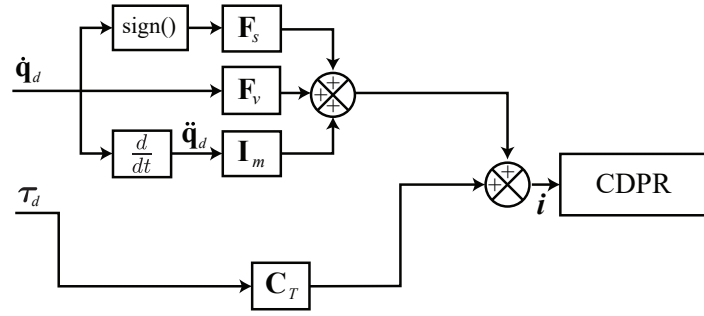 sign()
F_s
q̇_d
F_v
+ + +
d/dt
q̈_d
I_m
+ +
i
CDPR
τ_d
C_T